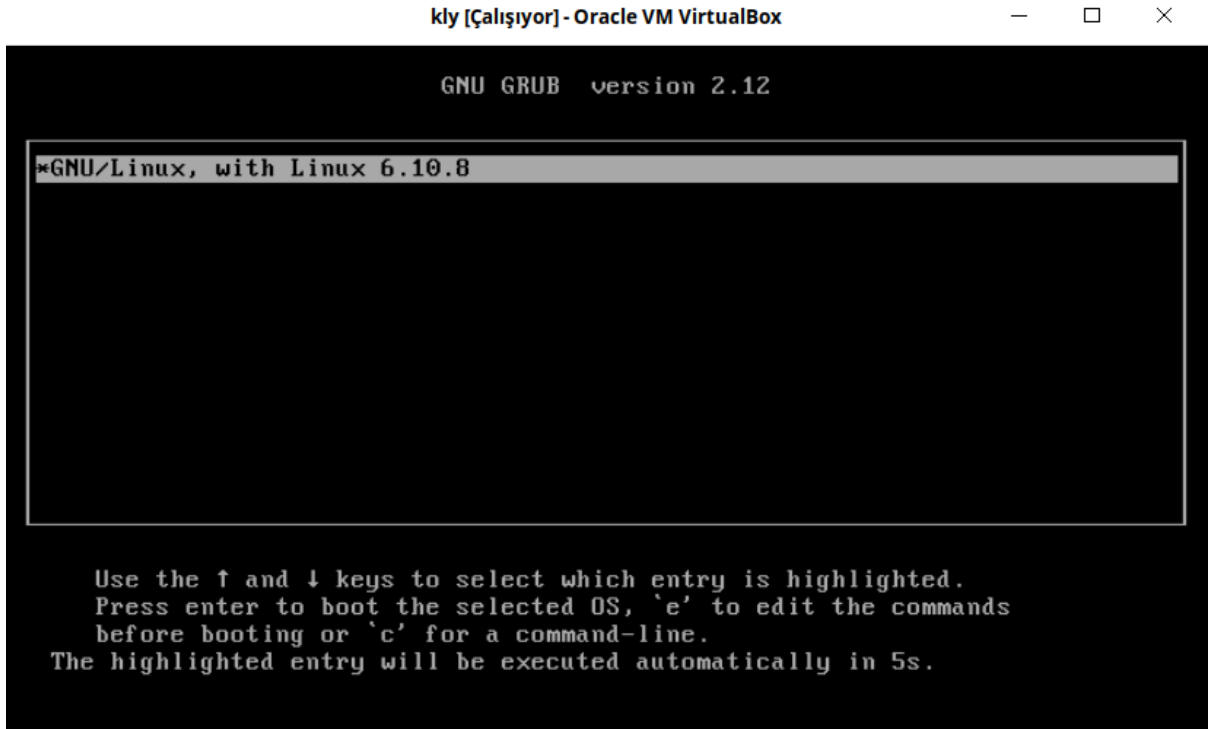 kly [Çalışıyor] - Oracle VM VirtualBox
GNU GRUB version 2.12
*GNU/Linux, with Linux 6.10.8
Use the ↑ and ↓ keys to select which entry is highlighted.
Press enter to boot the selected OS, `e' to edit the commands
before booting or `c' for a command-line.
The highlighted entry will be executed automatically in 5s.